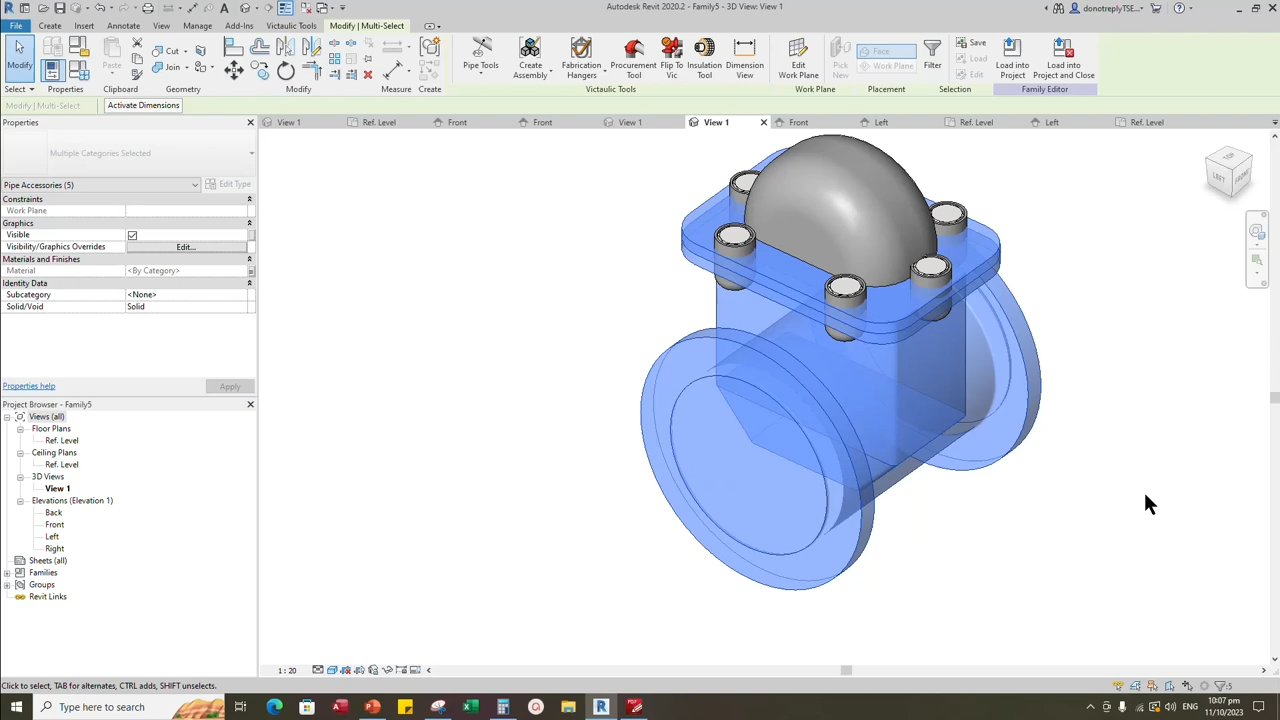 Autodesk Revit 2020.2 - Family5 - 3D View: View 1
donotreplyTSE...
File
Create
Insert
Annotate
View
Manage
Add-Ins
Victaulic Tools
Modify | Multi-Select
Modify
Paste
Cut
Join
Pipe Tools
Create Assembly
Fabrication Hangers
Procurement Tool
Flip To Vic
Insulation Tool
Dimension View
Edit Work Plane
Pick New
Face
Work Plane
Filter
Save
Load
Edit
Load into Project
Load into Project and Close
Select
Properties
Clipboard
Geometry
Modify
Measure
Create
Victaulic Tools
Work Plane
Placement
Selection
Family Editor
Modify | Multi-Select
Activate Dimensions
Properties
View 1
Ref. Level
Front
Front
View 1
View 1
Front
Left
Ref. Level
Left
Ref. Level
Multiple Categories Selected
Pipe Accessories (5)
Edit Type
Constraints
Work Plane
Graphics
Visible
Visibility/Graphics Overrides
Edit...
Materials and Finishes
Material
<By Category>
Identity Data
Subcategory
<None>
Solid/Void
Solid
Properties help
Apply
Project Browser - Family5
Views (all)
Floor Plans
Ref. Level
Ceiling Plans
Ref. Level
3D Views
View 1
Elevations (Elevation 1)
Back
Front
Left
Right
Sheets (all)
Families
Groups
Revit Links
TOP
LEFT
FRONT
1 : 20
Click to select, TAB for alternates, CTRL adds, SHIFT unselects.
:5
Type here to search
10:07 pm
11/10/2023